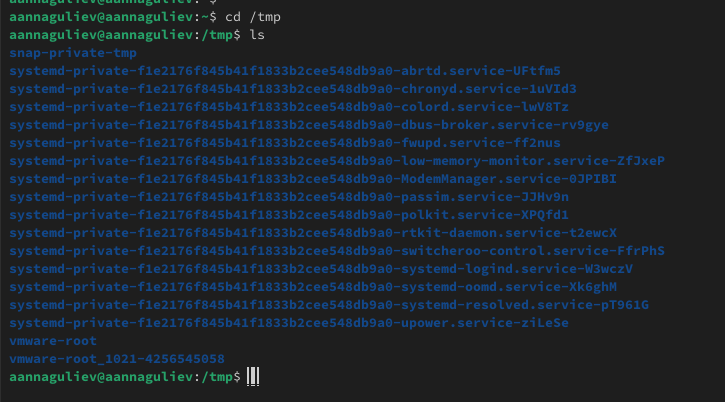 aannaguliev@aannaguliev:~$ cd /tmp
aannaguliev@aannaguliev:/tmp$ ls
snap-private-tmp
systemd-private-f1e2176f845b41f1833b2cee548db9a0-abrtd.service-UFtfm5
systemd-private-f1e2176f845b41f1833b2cee548db9a0-chronyd.service-1uVId3
systemd-private-f1e2176f845b41f1833b2cee548db9a0-colord.service-lwV8Tz
systemd-private-f1e2176f845b41f1833b2cee548db9a0-dbus-broker.service-rv9gye
systemd-private-f1e2176f845b41f1833b2cee548db9a0-fwupd.service-ff2nus
systemd-private-f1e2176f845b41f1833b2cee548db9a0-low-memory-monitor.service-ZfJxeP
systemd-private-f1e2176f845b41f1833b2cee548db9a0-ModemManager.service-0JPIBI
systemd-private-f1e2176f845b41f1833b2cee548db9a0-passim.service-JJHv9n
systemd-private-f1e2176f845b41f1833b2cee548db9a0-polkit.service-XPQfd1
systemd-private-f1e2176f845b41f1833b2cee548db9a0-rtkit-daemon.service-t2ewcX
systemd-private-f1e2176f845b41f1833b2cee548db9a0-switcheroo-control.service-FfrPhS
systemd-private-f1e2176f845b41f1833b2cee548db9a0-systemd-logind.service-W3wczV
systemd-private-f1e2176f845b41f1833b2cee548db9a0-systemd-oomd.service-Xk6ghM
systemd-private-f1e2176f845b41f1833b2cee548db9a0-systemd-resolved.service-pT961G
systemd-private-f1e2176f845b41f1833b2cee548db9a0-upower.service-ziLeSe
vmware-root
vmware-root_1021-4256545058
aannaguliev@aannaguliev:/tmp$